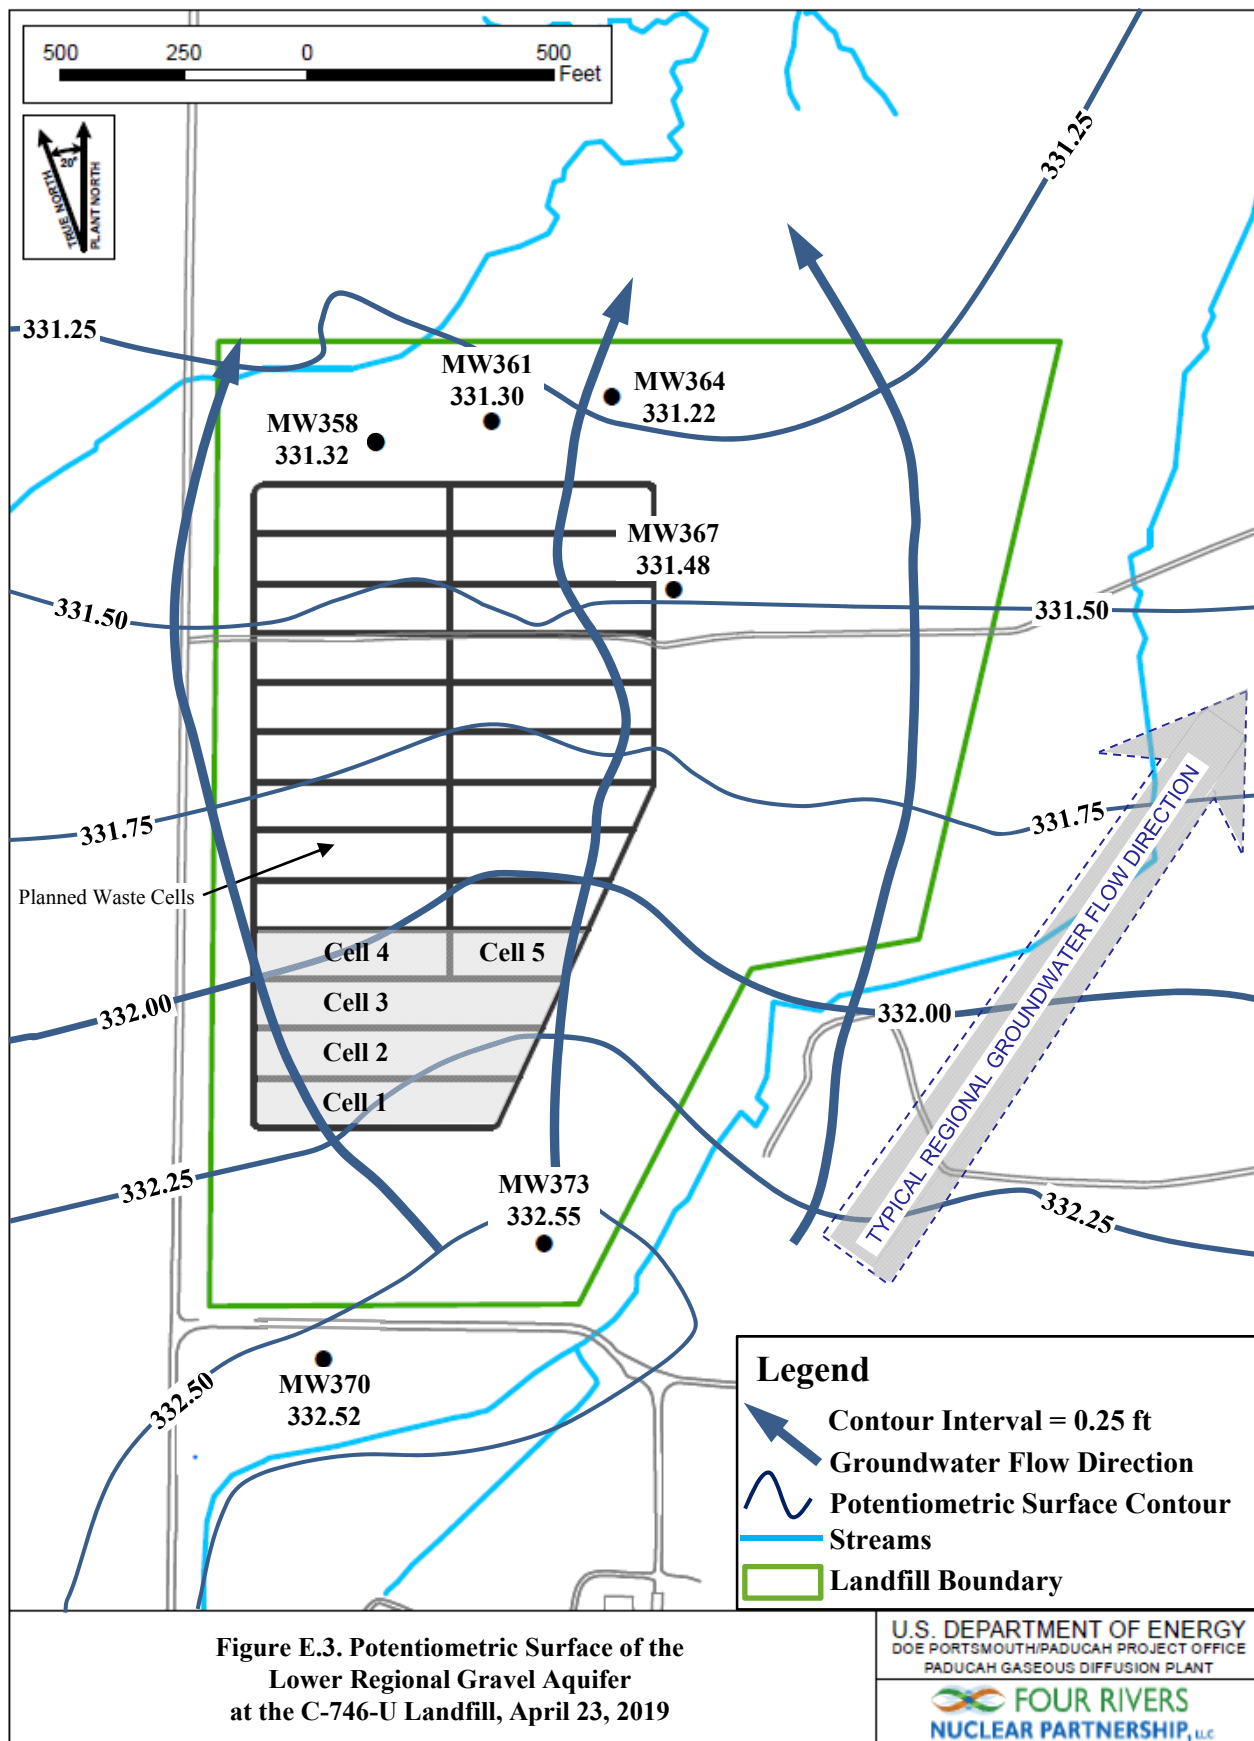 500 250 0 500
Feet
20°
TRUE NORTH
PLANT NORTH
331.25
331.25
MW361
331.30
MW364
331.22
MW358
331.32
MW367
331.48
331.50
331.50
331.75
331.75
Planned Waste Cells
Cell 4
Cell 5
Cell 3
332.00
332.00
Cell 2
Cell 1
TYPICAL REGIONAL GROUNDWATER FLOW DIRECTION
332.25
332.25
MW373
332.55
MW370
332.52
332.50
Legend
Contour Interval = 0.25 ft
Groundwater Flow Direction
Potentiometric Surface Contour
Streams
Landfill Boundary
Figure E.3. Potentiometric Surface of the
Lower Regional Gravel Aquifer
at the C-746-U Landfill, April 23, 2019
U.S. DEPARTMENT OF ENERGY
DOE PORTSMOUTH/PADUCAH PROJECT OFFICE
PADUCAH GASEOUS DIFFUSION PLANT
FOUR RIVERS
NUCLEAR PARTNERSHIP, LLC